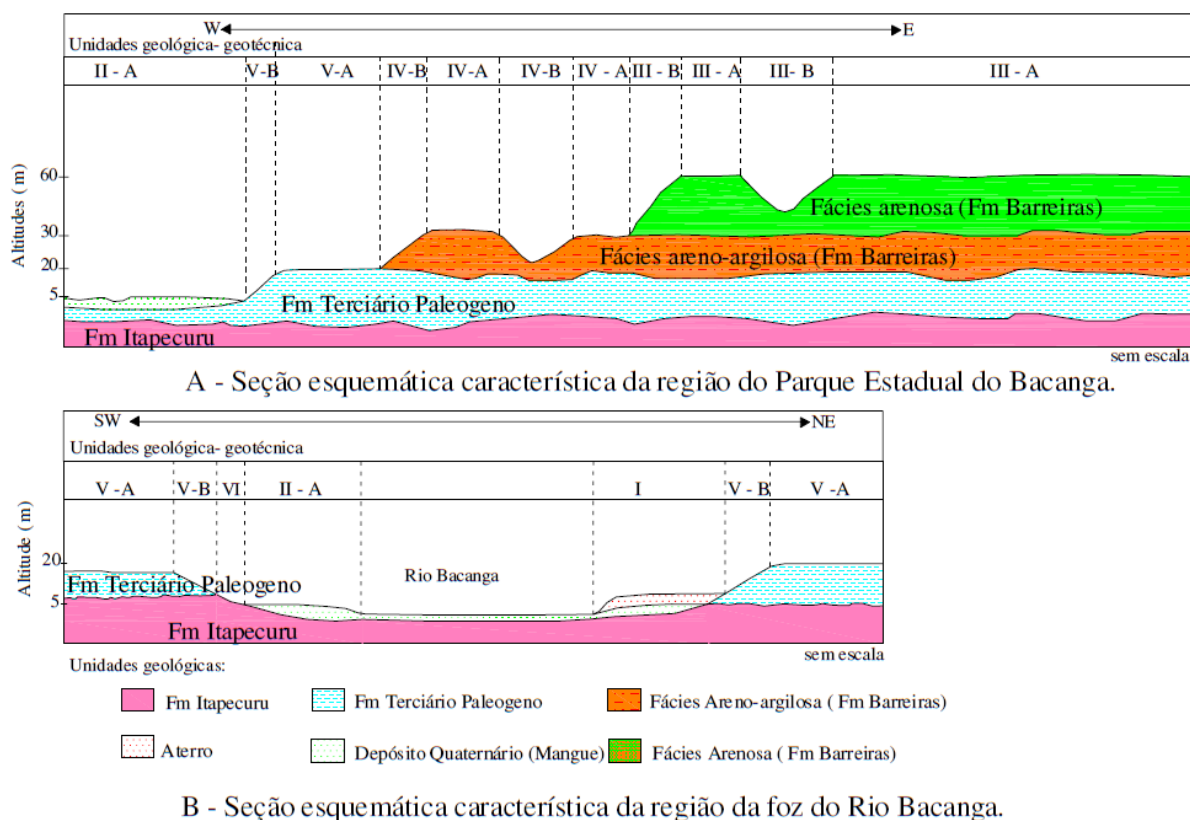 W E
Unidades geológica- geotécnica
II - A V-B V-A IV-B IV-A IV-B IV - A III - B III - A III- B III - A
Altitudes ( m )
60
30
20
5
Fácies arenosa (Fm Barreiras)
Fácies areno-argilosa (Fm Barreiras)
Fm Terciário Paleogeno
Fm Itapecuru
sem escala
A - Seção esquemática característica da região do Parque Estadual do Bacanga.
SW NE
Unidades geológica- geotécnica
V -A V-B VI II - A I V - B V -A
Altitude ( m )
20
5
Rio Bacanga
Fm Terciário Paleogeno
Fm Itapecuru
sem escala
Unidades geológicas:
Fm Itapecuru Fm Terciário Paleogeno Fácies Areno-argilosa ( Fm Barreiras)
Aterro Depósito Quaternário (Mangue) Fácies Arenosa ( Fm Barreiras)
B - Seção esquemática característica da região da foz do Rio Bacanga.